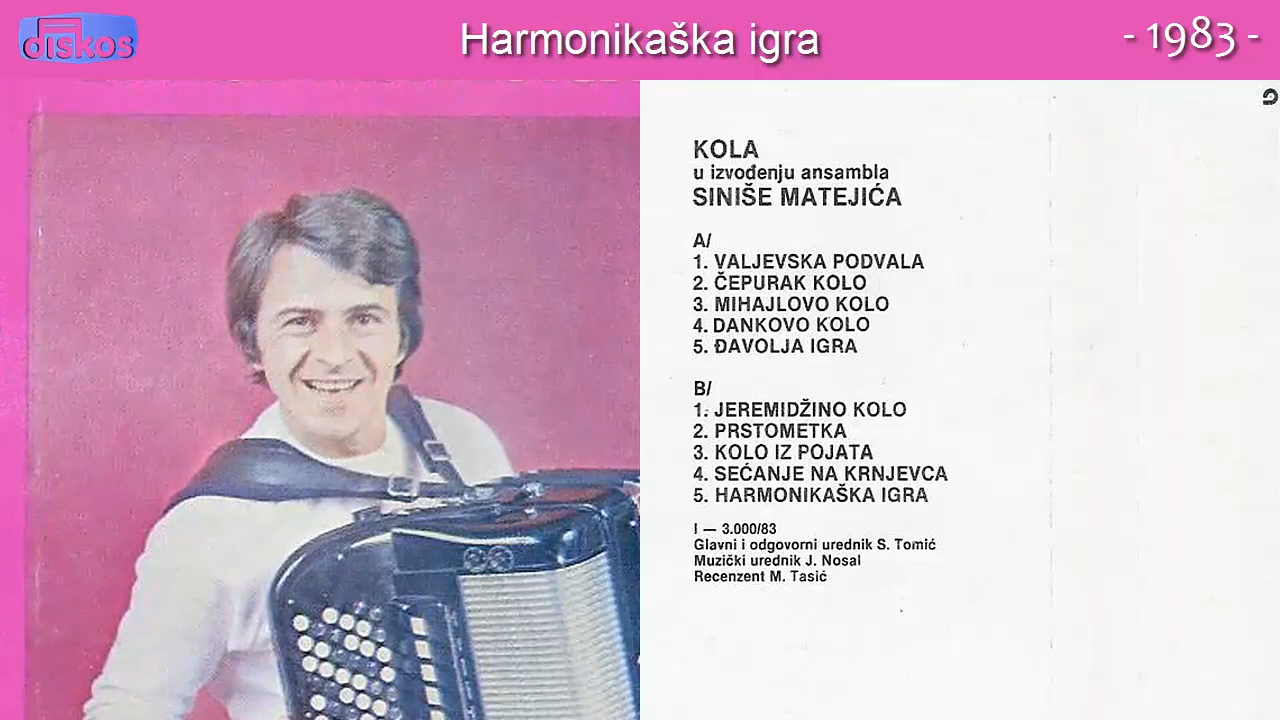 diskos
Harmonikaška igra
- 1983 -
KOLA
u izvođenju ansambla
SINIŠE MATEJIĆA
A/
1. VALJEVSKA PODVALA
2. ČEPURAK KOLO
3. MIHAJLOVO KOLO
4. DANKOVO KOLO
5. ĐAVOLJA IGRA
B/
1. JEREMIDŽINO KOLO
2. PRSTOMETKA
3. KOLO IZ POJATA
4. SEĆANJE NA KRNJEVCA
5. HARMONIKAŠKA IGRA
I — 3.000/83
Glavni i odgovorni urednik S. Tomić
Muzički urednik J. Nosal
Recenzent M. Tasić